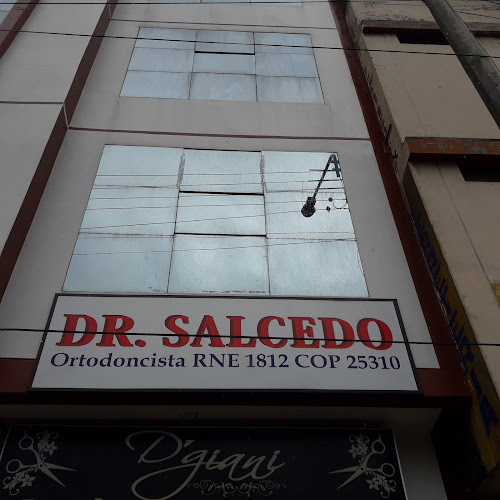 DR. SALCEDO
Ortodoncista RNE 1812 COP 25310
D'giani